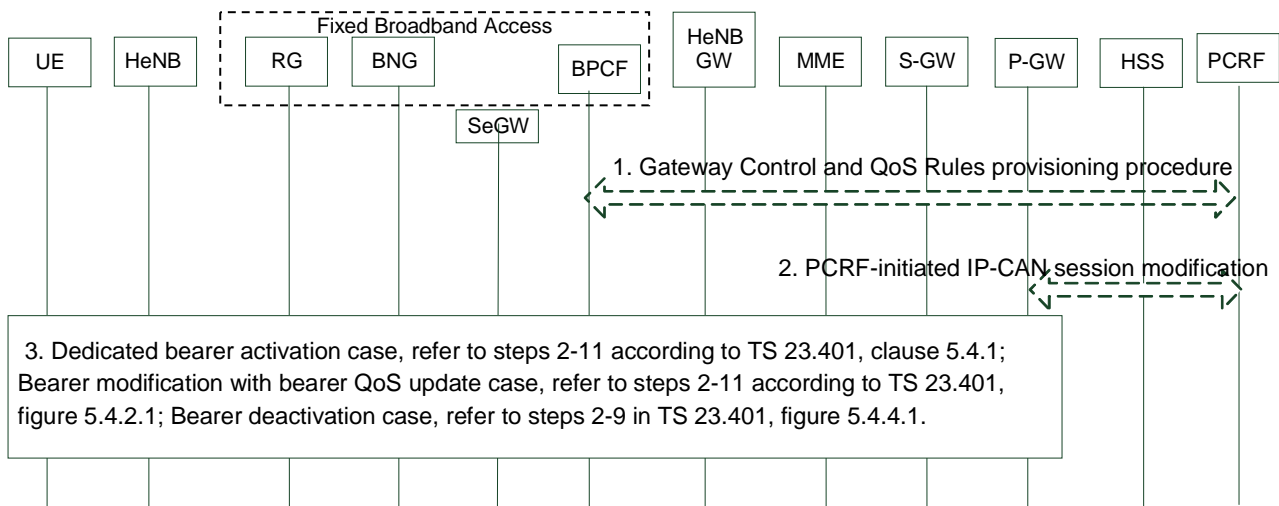 Fixed Broadband Access
UE
HeNB
RG
BNG
BPCF
HeNB
GW
MME
S-GW
P-GW
HSS
PCRF
SeGW
1. Gateway Control and QoS Rules provisioning procedure
2. PCRF-initiated IP-CAN session modification
3. Dedicated bearer activation case, refer to steps 2-11 according to TS 23.401, clause 5.4.1;
Bearer modification with bearer QoS update case, refer to steps 2-11 according to TS 23.401,
figure 5.4.2.1; Bearer deactivation case, refer to steps 2-9 in TS 23.401, figure 5.4.4.1.